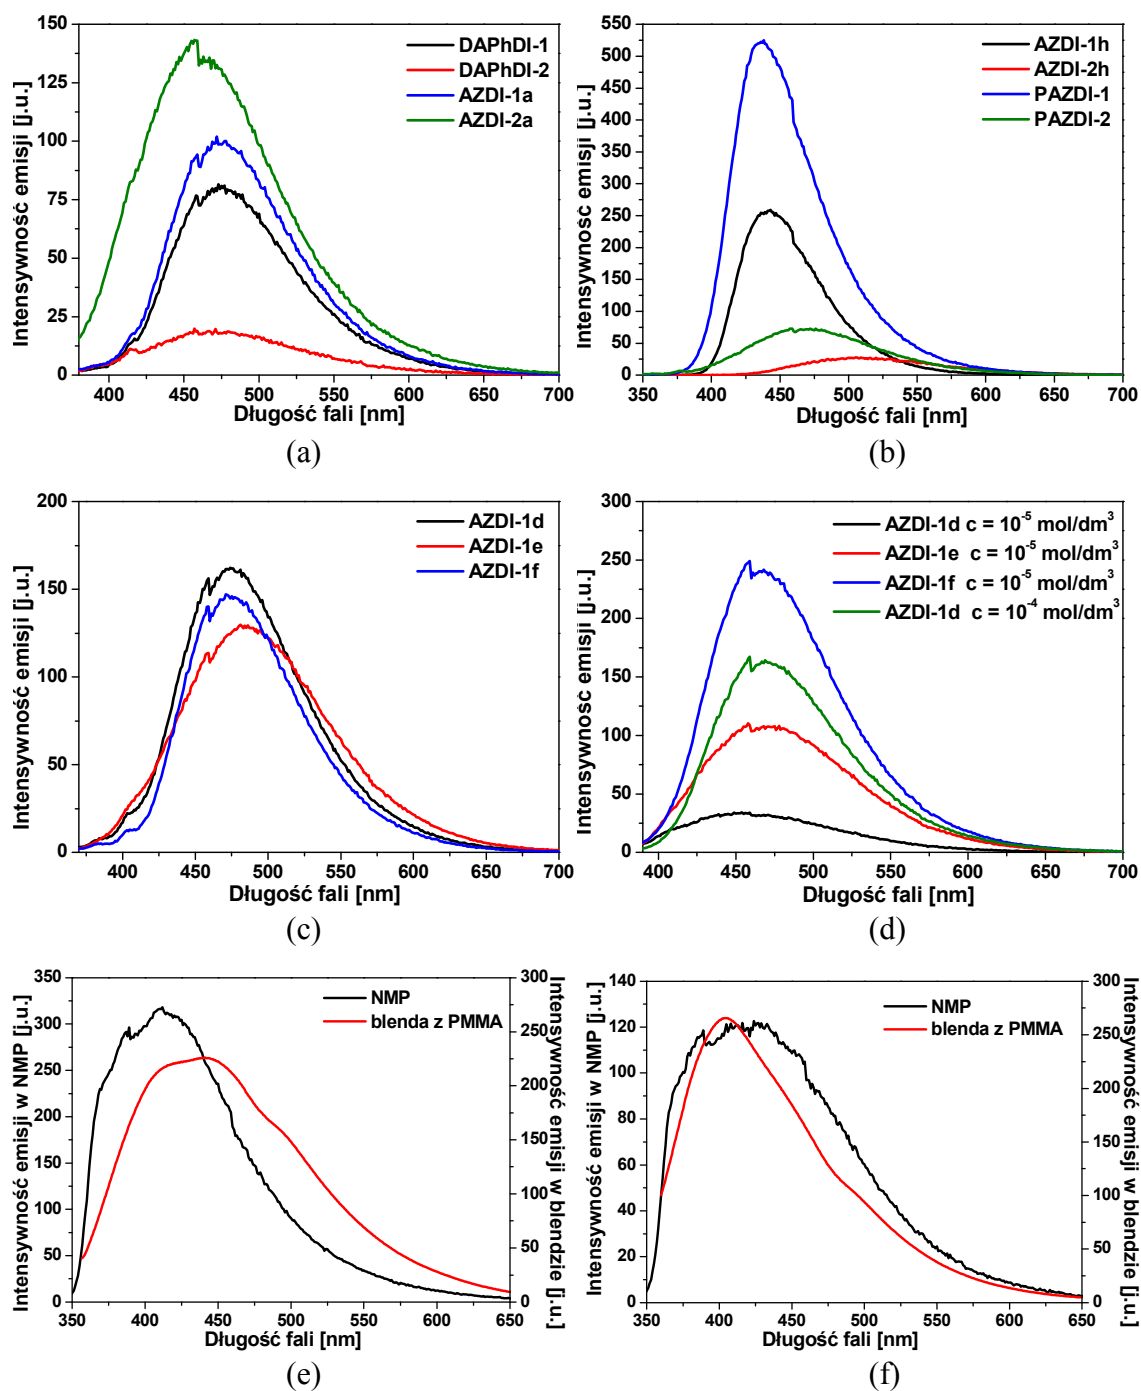 150
125
100
75
50
25
0
Intensywność emisji [j.u.]
DAPhDI-1
DAPhDI-2
AZDI-1a
AZDI-2a
400 450 500 550 600 650 700
Długość fali [nm]
(a)
550
500
450
400
350
300
250
200
150
100
50
0
Intensywność emisji [j.u.]
AZDI-1h
AZDI-2h
PAZDI-1
PAZDI-2
350 400 450 500 550 600 650 700
Długość fali [nm]
(b)
200
150
100
50
0
Intensywność emisji [j.u.]
AZDI-1d
AZDI-1e
AZDI-1f
400 450 500 550 600 650 700
Długość fali [nm]
(c)
300
250
200
150
100
50
0
Intensywność emisji [j.u.]
AZDI-1d c = 10⁻⁵ mol/dm³
AZDI-1e c = 10⁻⁵ mol/dm³
AZDI-1f c = 10⁻⁵ mol/dm³
AZDI-1d c = 10⁻⁴ mol/dm³
400 450 500 550 600 650 700
Długość fali [nm]
(d)
350
300
250
200
150
100
50
0
Intensywność emisji w NMP [j.u.]
NMP
blenda z PMMA
300
250
200
150
100
50
0
Intensywność emisji w blendzie [j.u.]
350 400 450 500 550 600 650
Długość fali [nm]
(e)
140
120
100
80
60
40
20
0
Intensywność emisji w NMP [j.u.]
NMP
blenda z PMMA
300
250
200
150
100
50
0
Intensywność emisji w blendzie [j.u.]
350 400 450 500 550 600 650
Długość fali [nm]
(f)